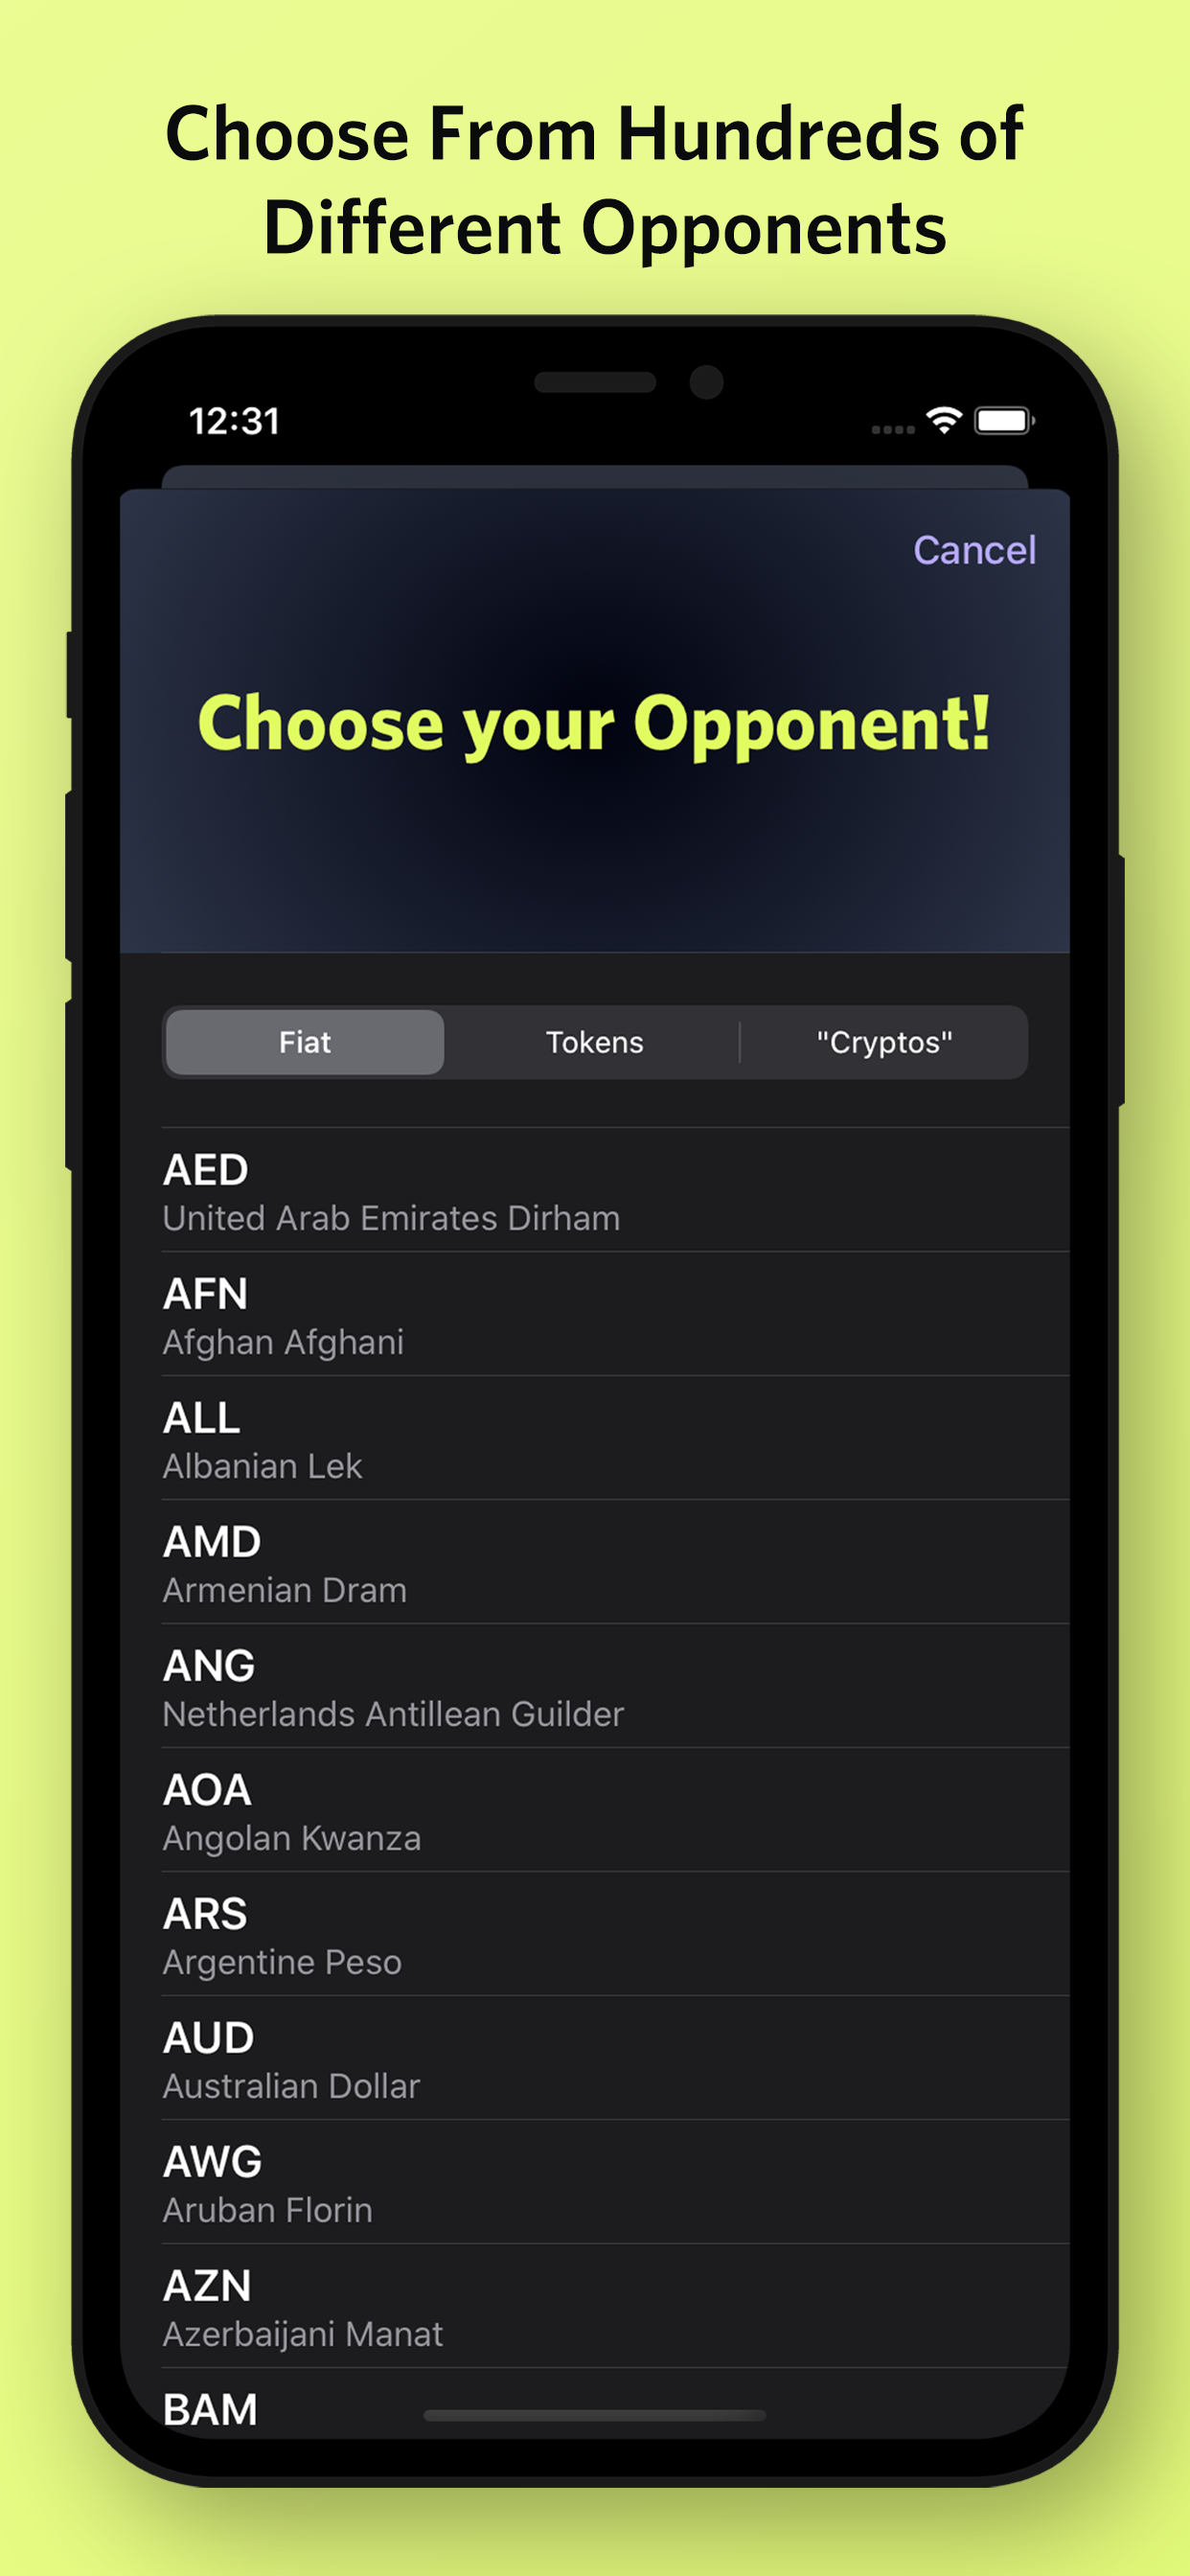 Choose From Hundreds of
Different Opponents
12:31
Cancel
Choose your Opponent!
Fiat
Tokens
"Cryptos"
AED
United Arab Emirates Dirham
AFN
Afghan Afghani
ALL
Albanian Lek
AMD
Armenian Dram
ANG
Netherlands Antillean Guilder
AOA
Angolan Kwanza
ARS
Argentine Peso
AUD
Australian Dollar
AWG
Aruban Florin
AZN
Azerbaijani Manat
BAM